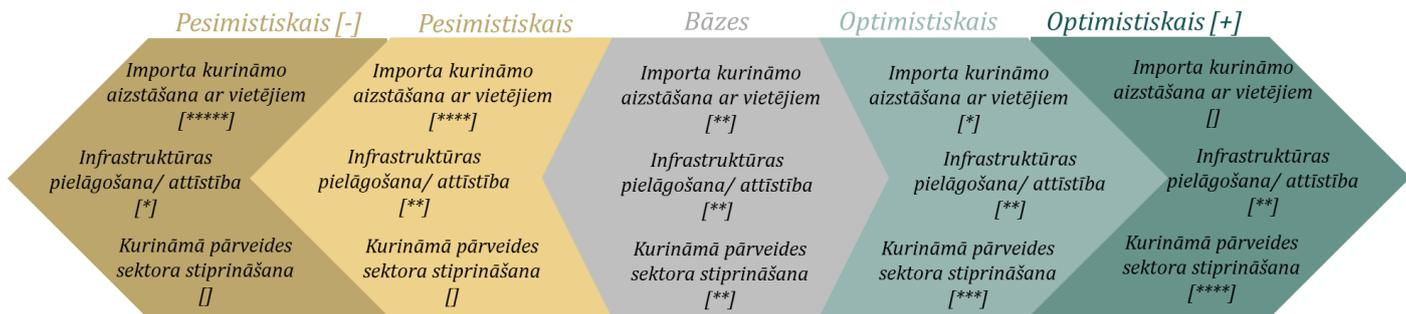 Pesimistiskais [-]
Pesimistiskais
Bāzes
Optimistiskais
Optimistiskais [+]
Importa kurināmo
aizstāšana ar vietējiem
[*****]
Infrastruktūras
pielāgošana/ attīstība
[*]
Kurināmā pārveides
sektora stiprināšana
[]
Importa kurināmo
aizstāšana ar vietējiem
[****]
Infrastruktūras
pielāgošana/ attīstība
[**]
Kurināmā pārveides
sektora stiprināšana
[]
Importa kurināmo
aizstāšana ar vietējiem
[**]
Infrastruktūras
pielāgošana/ attīstība
[**]
Kurināmā pārveides
sektora stiprināšana
[**]
Importa kurināmo
aizstāšana ar vietējiem
[*]
Infrastruktūras
pielāgošana/ attīstība
[**]
Kurināmā pārveides
sektora stiprināšana
[***]
Importa kurināmo
aizstāšana ar vietējiem
[]
Infrastruktūras
pielāgošana/ attīstība
[**]
Kurināmā pārveides
sektora stiprināšana
[****]